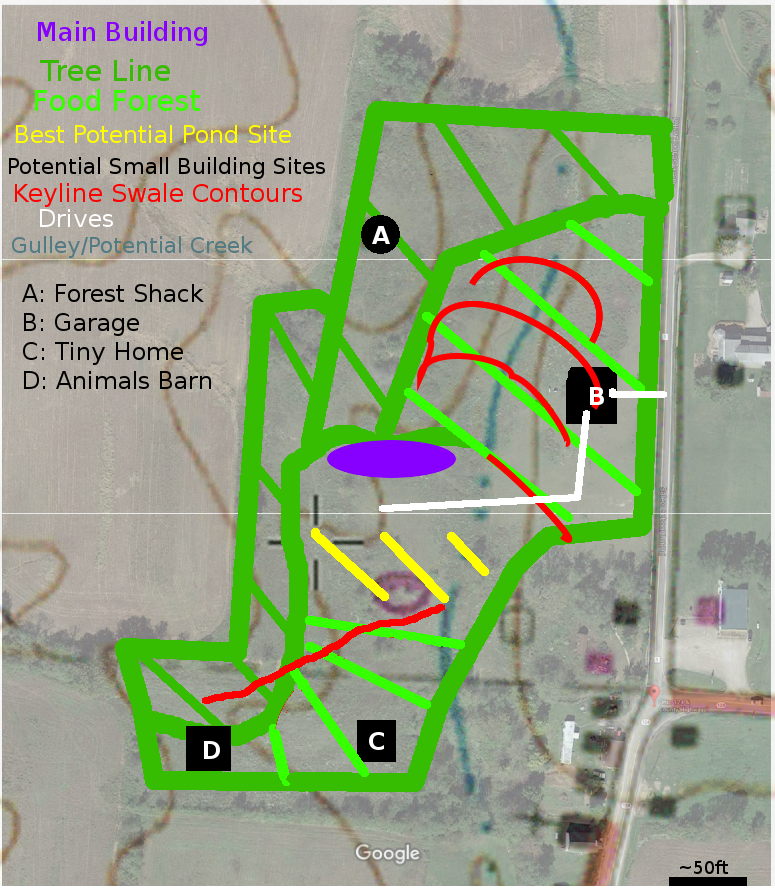 Main Building
Tree Line
Food Forest
Best Potential Pond Site
Potential Small Building Sites
Keyline Swale Contours
Drives
Gulley/Potential Creek
A: Forest Shack
B: Garage
C: Tiny Home
D: Animals Barn
A
B
C
D
Google
~50ft